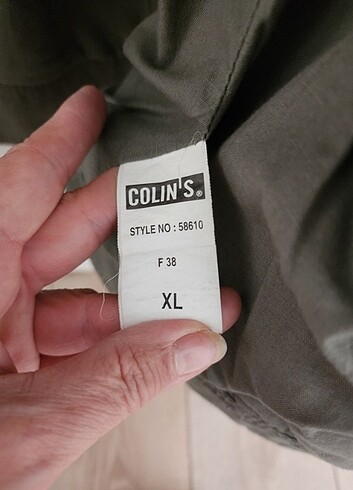 COLIN'S®
STYLE NO : 58610
F 38
XL